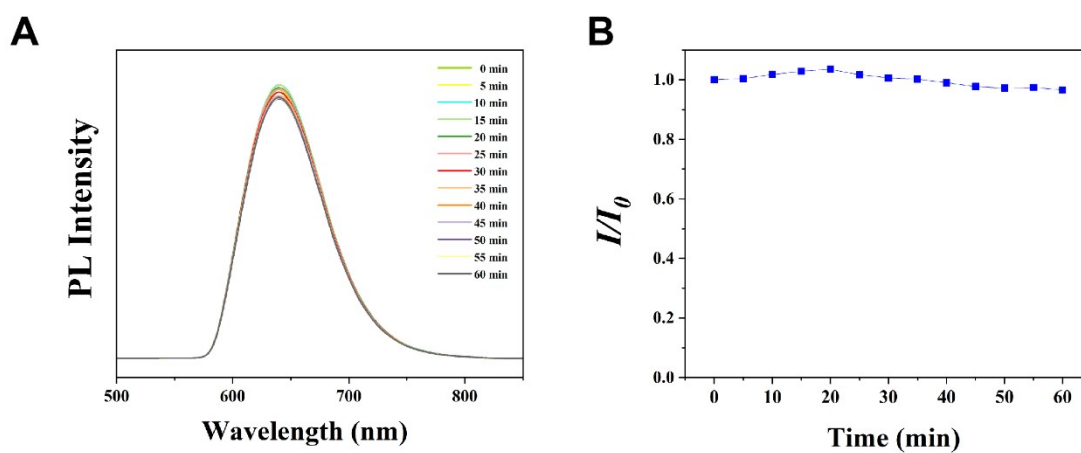 A
PL Intensity
0 min
5 min
10 min
15 min
20 min
25 min
30 min
35 min
40 min
45 min
50 min
55 min
60 min
500 600 700 800
Wavelength (nm)
B
I/I0
1.0
0.8
0.6
0.4
0.2
0.0
0 10 20 30 40 50 60
Time (min)